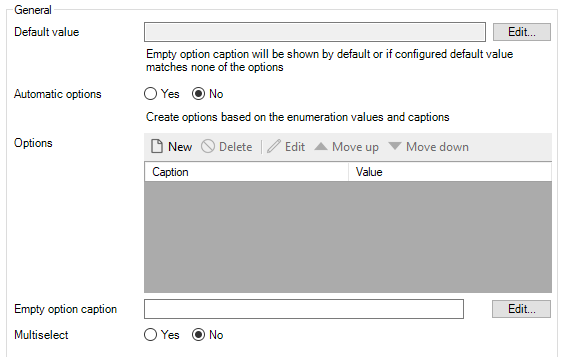 General
Default value Edit...
Empty option caption will be shown by default or if configured default value
matches none of the options
Automatic options Yes No
Create options based on the enumeration values and captions
Options New Delete Edit Move up Move down
Caption Value
Empty option caption Edit...
Multiselect Yes No